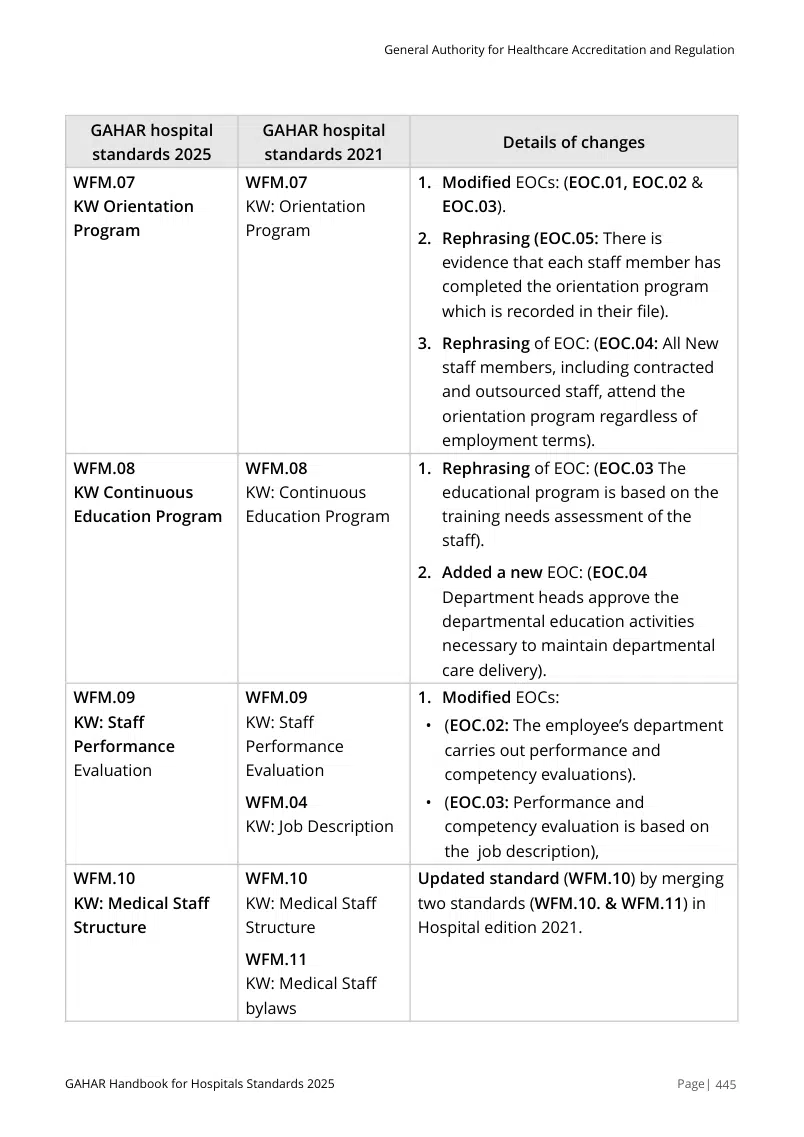 General Authority for Healthcare Accreditation and Regulation
GAHAR hospital
standards 2025
GAHAR hospital
standards 2021
Details of changes
WFM.07
KW Orientation
Program
WFM.07
KW: Orientation
Program
1. Modified EOCs: (EOC.01, EOC.02 &
EOC.03).
2. Rephrasing (EOC.05: There is
evidence that each staff member has
completed the orientation program
which is recorded in their file).
3. Rephrasing of EOC: (EOC.04: All New
staff members, including contracted
and outsourced staff, attend the
orientation program regardless of
employment terms).
WFM.08
KW Continuous
Education Program
WFM.08
KW: Continuous
Education Program
1. Rephrasing of EOC: (EOC.03 The
educational program is based on the
training needs assessment of the
staff).
2. Added a new EOC: (EOC.04
Department heads approve the
departmental education activities
necessary to maintain departmental
care delivery).
WFM.09
KW: Staff
Performance
Evaluation
WFM.09
KW: Staff
Performance
Evaluation
WFM.04
KW: Job Description
1. Modified EOCs:
• (EOC.02: The employee’s department
carries out performance and
competency evaluations).
• (EOC.03: Performance and
competency evaluation is based on
the  job description),
WFM.10
KW: Medical Staff
Structure
WFM.10
KW: Medical Staff
Structure
WFM.11
KW: Medical Staff
bylaws
Updated standard (WFM.10) by merging
two standards (WFM.10. & WFM.11) in
Hospital edition 2021.
GAHAR Handbook for Hospitals Standards 2025
Page| 445